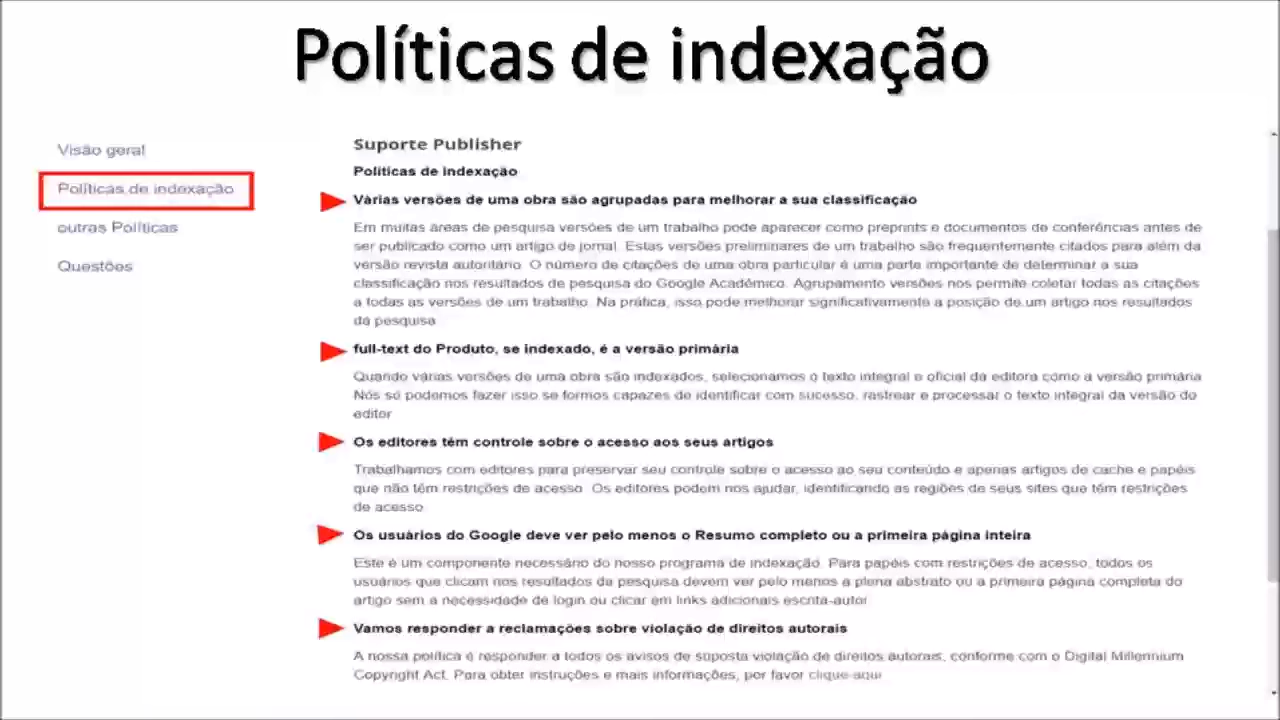 Políticas de indexação
Visão geral
Políticas de indexação
outras Políticas
Questões
Suporte Publisher
Políticas de indexação
Várias versões de uma obra são agrupadas para melhorar a sua classificação
Em muitas áreas de pesquisa versões de um trabalho pode aparecer como preprints e documentos de conferências antes de
ser publicado como um artigo de jornal. Estas versões preliminares de um trabalho são frequentemente citados para além da
versão revista autoritário. O número de citações de uma obra particular é uma parte importante de determinar a sua
classificação nos resultados de pesquisa do Google Acadêmico. Agrupamento versões nos permite coletar todas as citações
a todas as versões de um trabalho. Na prática, isso pode melhorar significativamente a posição de um artigo nos resultados
da pesquisa
full-text do Produto, se indexado, é a versão primária
Quando várias versões de uma obra são indexados, selecionamos o texto integral e oficial da editora como a versão primária
Nós só podemos fazer isso se formos capazes de identificar com sucesso, rastrear e processar o texto integral da versão do
editor
Os editores têm controle sobre o acesso aos seus artigos
Trabalhamos com editores para preservar seu controle sobre o acesso ao seu conteúdo e apenas artigos de cache e papéis
que não têm restrições de acesso. Os editores podem nos ajudar, identificando as regiões de seus sites que têm restrições
de acesso
Os usuários do Google deve ver pelo menos o Resumo completo ou a primeira página inteira
Este é um componente necessário do nosso programa de indexação. Para papéis com restrições de acesso, todos os
usuários que clicam nos resultados da pesquisa devem ver pelo menos a plena abstrato ou a primeira página completa do
artigo sem a necessidade de login ou clicar em links adicionais escrita-autor
Vamos responder a reclamações sobre violação de direitos autorais
A nossa política é responder a todos os avisos de suposta violação de direitos autorais, conforme com o Digital Millennium
Copyright Act. Para obter instruções e mais informações, por favor clique-aqui